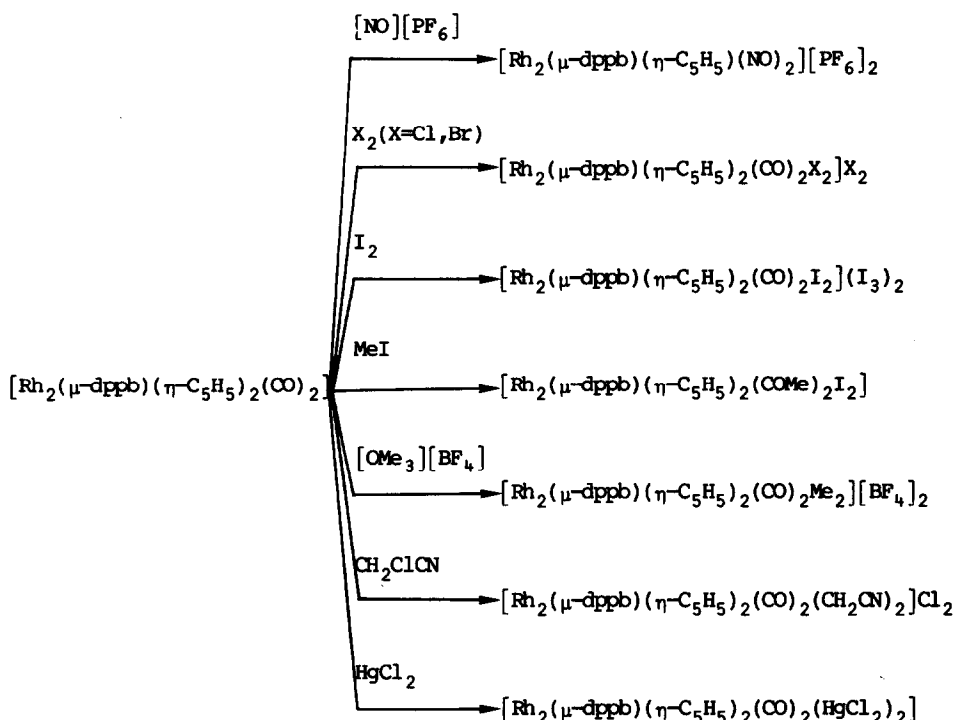 [NO][PF₆]
[Rh₂(μ-dppb)(η-C₅H₅)(NO)₂][PF₆]₂
X₂(X=Cl,Br)
[Rh₂(μ-dppb)(η-C₅H₅)₂(CO)₂X₂]X₂
I₂
[Rh₂(μ-dppb)(η-C₅H₅)₂(CO)₂I₂](I₃)₂
MeI
[Rh₂(μ-dppb)(η-C₅H₅)₂(CO)₂]
[Rh₂(μ-dppb)(η-C₅H₅)₂(COMe)₂I₂]
[OMe₃][BF₄]
[Rh₂(μ-dppb)(η-C₅H₅)₂(CO)₂Me₂][BF₄]₂
CH₂ClCN
[Rh₂(μ-dppb)(η-C₅H₅)₂(CO)₂(CH₂CN)₂]Cl₂
HgCl₂
[Rh₂(μ-dppb)(η-C₅H₅)₂(CO)₂(HgCl₂)₂]